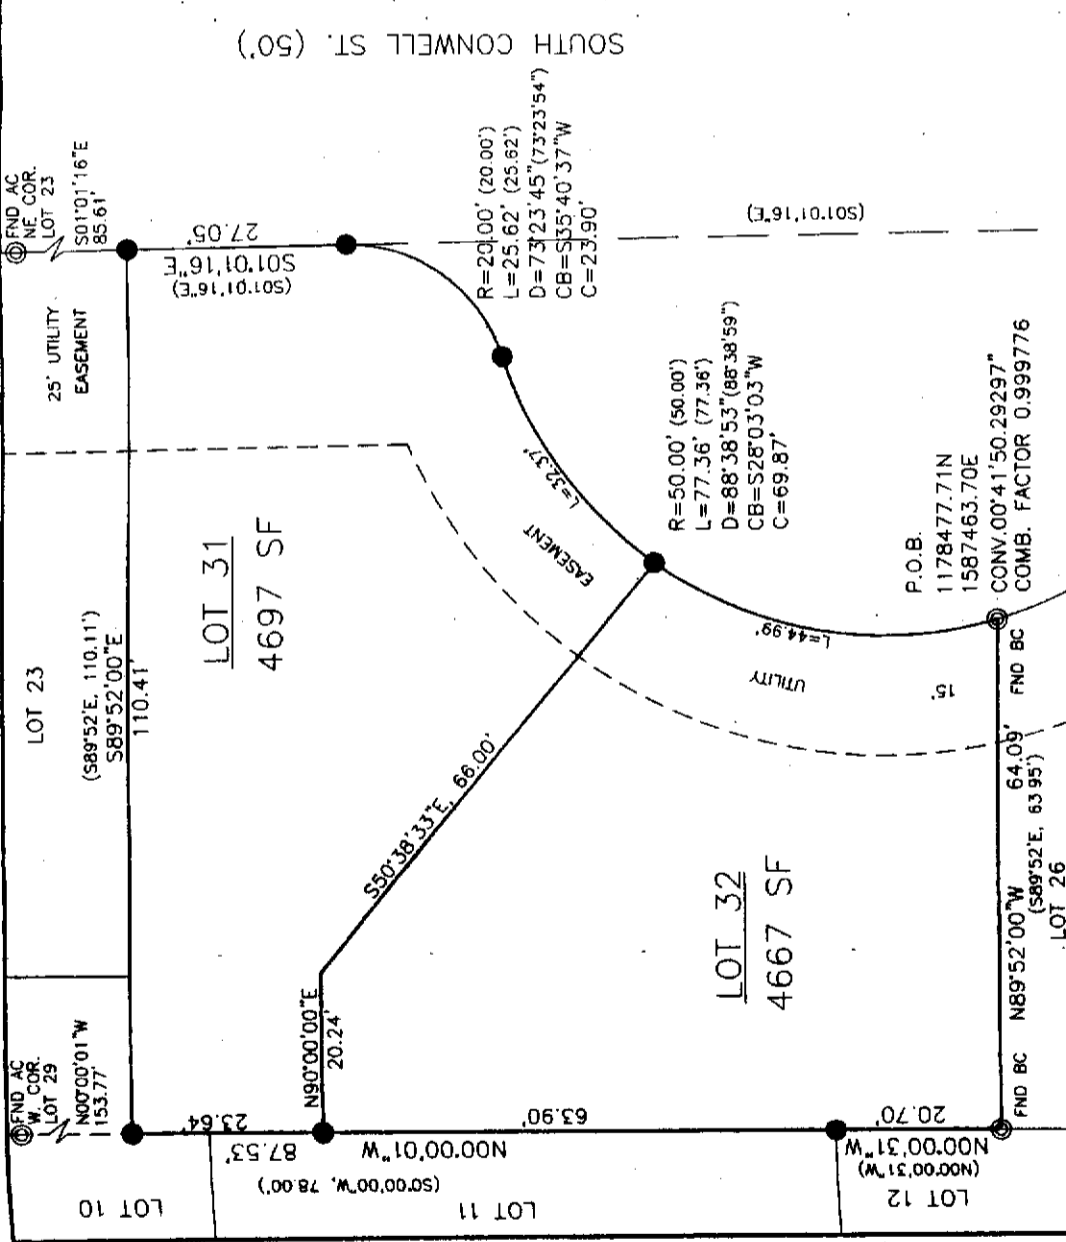 SOUTH CONWELL ST. (50')
FND AC
NE COR.
LOT 23
S01°01'16"E
85.61'
27.05'
S01°01'16"E
(S01°01'16"E)
25' UTILITY
EASEMENT
R=20.00' (20.00')
L=25.62' (25.62')
D=73°23'45" (73°23'54")
CB=S35°40'37"W
C=23.90'
(S01°01'16"E)
LOT 23
(S89°52'E, 110.11')
S89°52'00"E
110.41'
LOT 31
4697 SF
L=32.37'
EASEMENT
R=50.00' (50.00')
L=77.36' (77.36')
D=88°38'53" (88°38'59")
CB=S28°03'03"W
C=69.87'
P.O.B.
1178477.71N
1587463.70E
CONV.00°41'50.29297"
COMB. FACTOR 0.999776
L=44.99'
UTILITY
15'
FND BC
S50°38'33"E, 66.00'
LOT 32
4667 SF
N90°00'00"E
20.24'
FND AC
W. COR.
LOT 29
N00°00'01"W
153.77'
23.64'
87.53'
N00°00'01"W
63.90'
(S0°00'00"W, 78.00')
20.70'
N00°00'31"W
(N00°00'31"W)
FND BC
N89°52'00"W 64.09'
(S89°52'E, 63.95')
LOT 26
LOT 10
LOT 11
LOT 12